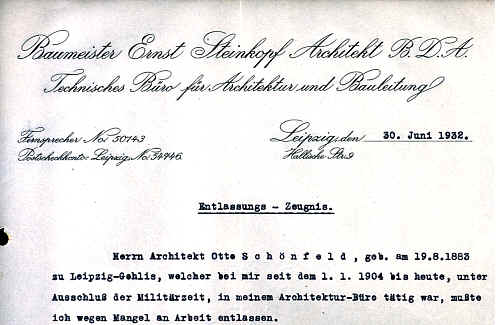 Baumeister Ernst Steinkopf Architekt B.D.A.
Technisches Büro für Architektur und Bauleitung
Fernsprecher No. 50143
Postscheckkonto: Leipzig No. 34746
Leipzig, den 30. Juni 1932.
Hallische Str. 9
Entlassungs - Zeugnis.
Herrn Architekt Otto S c h ö n f e l d , geb. am 19.8.1883
zu Leipzig-Gohlis, welcher bei mir seit dem 1. 1. 1904 bis heute, unter
Ausschluß der Militärzeit, in meinem Architektur-Büro tätig war, mußte
ich wegen Mangel an Arbeit entlassen.